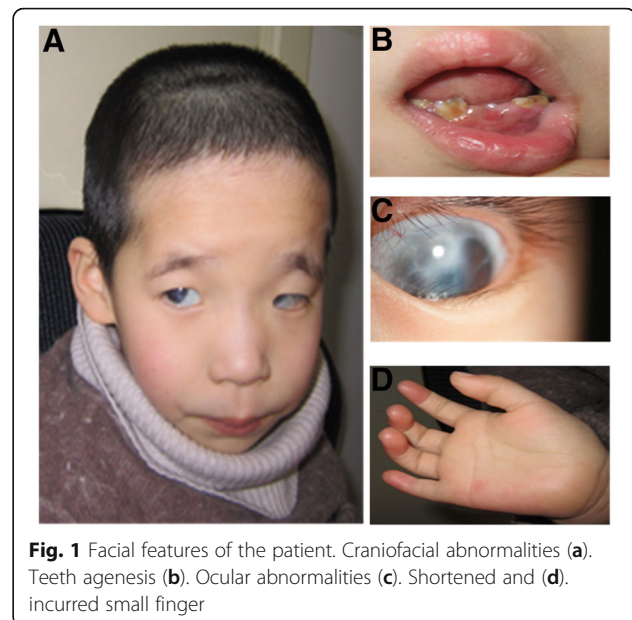 A
B
C
D
Fig. 1 Facial features of the patient. Craniofacial abnormalities (a).
Teeth agenesis (b). Ocular abnormalities (c). Shortened and (d).
incurred small finger